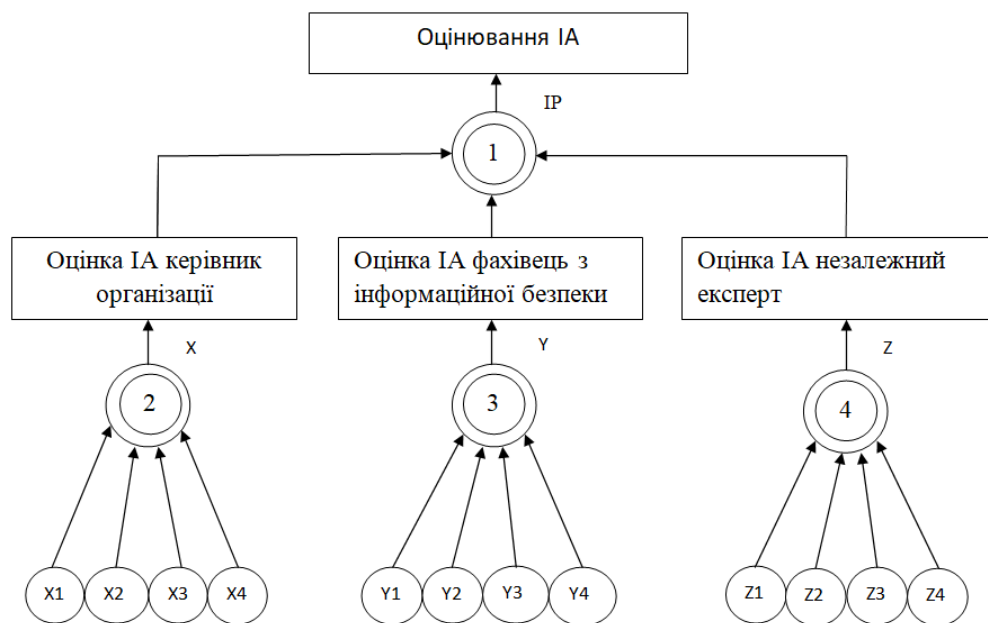 Оцінювання ІА
ІР
1
Оцінка ІА керівник
організації
Оцінка ІА фахівець з
інформаційної безпеки
Оцінка ІА незалежний
експерт
X
Y
Z
2
3
4
X1
X2
X3
X4
Y1
Y2
Y3
Y4
Z1
Z2
Z3
Z4